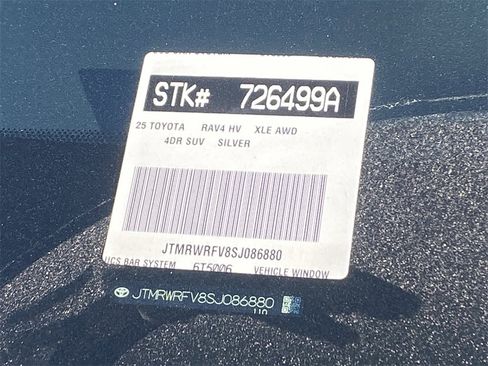 STK# 726499A
25 TOYOTA RAV4 HV XLE AWD
4DR SUV SILVER
JTMRWRFV8SJ086880
UCS BAR SYSTEM 6T5006 VEHICLE WINDOW
JTMRWRFV8SJ086880